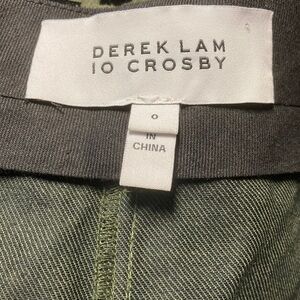 DEREK LAM
10 CROSBY
0
IN
CHINA